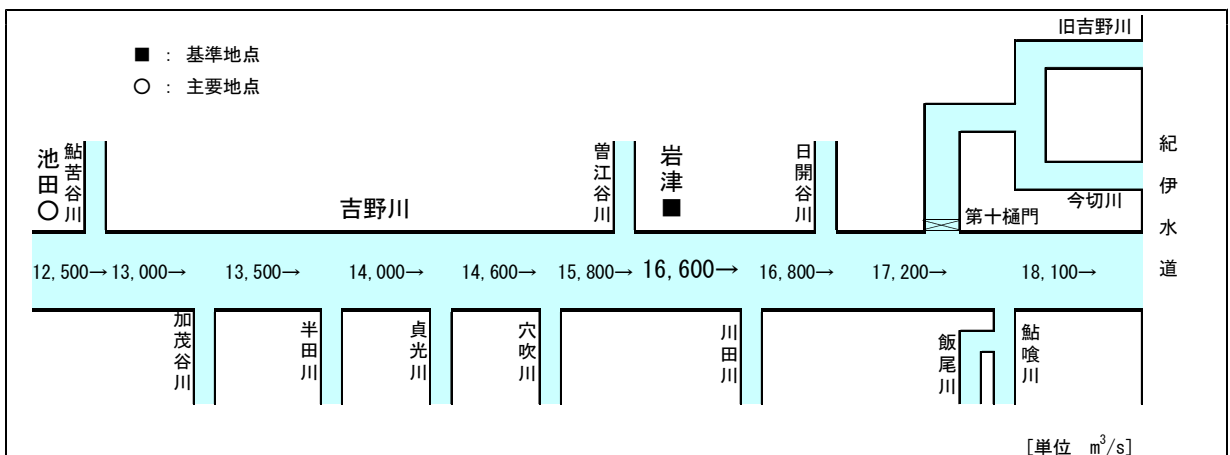 旧吉野川
■ : 基準地点
○ : 主要地点
池田○
鮎苦谷川
吉野川
曽江谷川
岩津■
日開谷川
第十樋門
今切川
紀伊水道
12,500→ 13,000→ 13,500→ 14,000→ 14,600→ 15,800→ 16,600→ 16,800→ 17,200→ 18,100→
加茂谷川
半田川
貞光川
穴吹川
川田川
飯尾川
鮎喰川
[単位 m³/s]